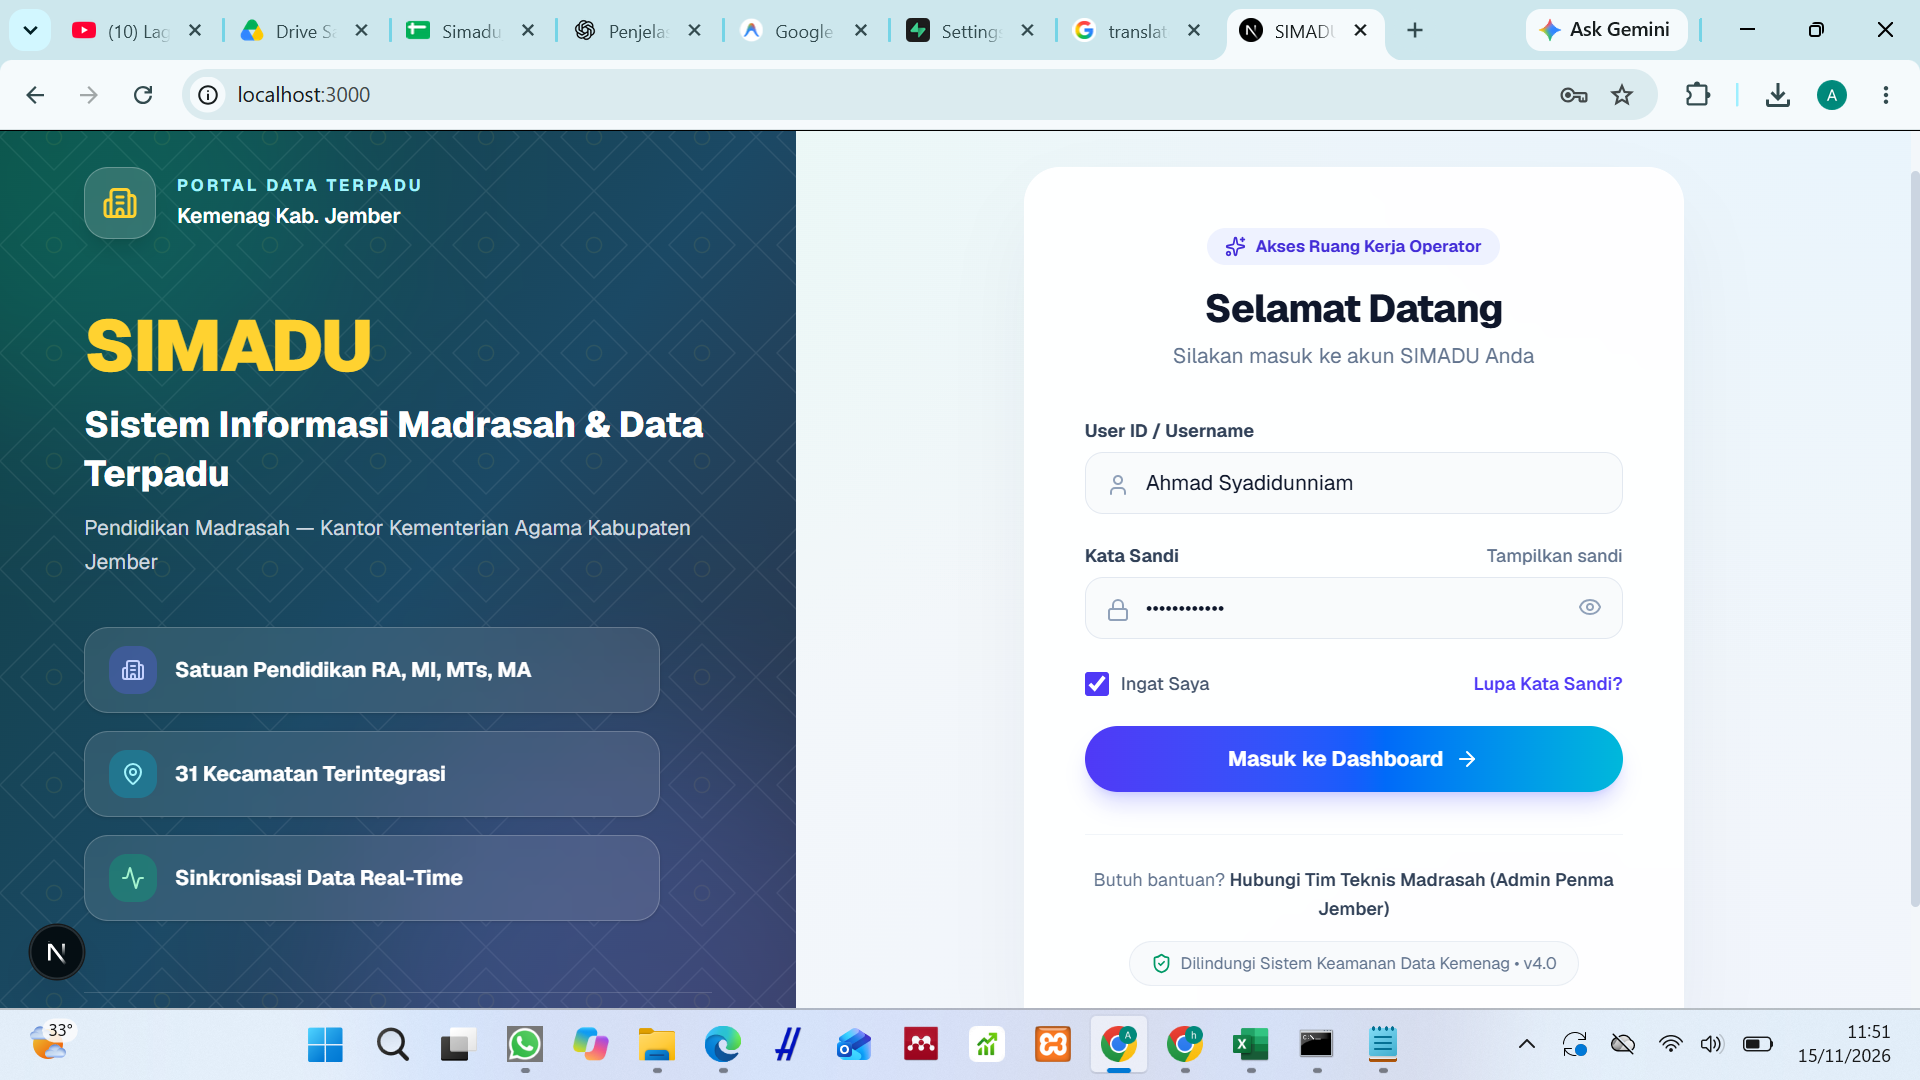 (10) Lag
Drive Sa
Simadu
Penjelas
Google
Settings
translat
SIMADU
Ask Gemini
localhost:3000
A
PORTAL DATA TERPADU
Kemenag Kab. Jember
SIMADU
Sistem Informasi Madrasah & Data
Terpadu
Pendidikan Madrasah — Kantor Kementerian Agama Kabupaten
Jember
Satuan Pendidikan RA, MI, MTs, MA
31 Kecamatan Terintegrasi
Sinkronisasi Data Real-Time
N
Akses Ruang Kerja Operator
Selamat Datang
Silakan masuk ke akun SIMADU Anda
User ID / Username
Ahmad Syadidunniam
Kata Sandi
Tampilkan sandi
••••••••••••
Ingat Saya
Lupa Kata Sandi?
Masuk ke Dashboard →
Butuh bantuan? Hubungi Tim Teknis Madrasah (Admin Penma
Jember)
Dilindungi Sistem Keamanan Data Kemenag • v4.0
33°
11:51
15/11/2026